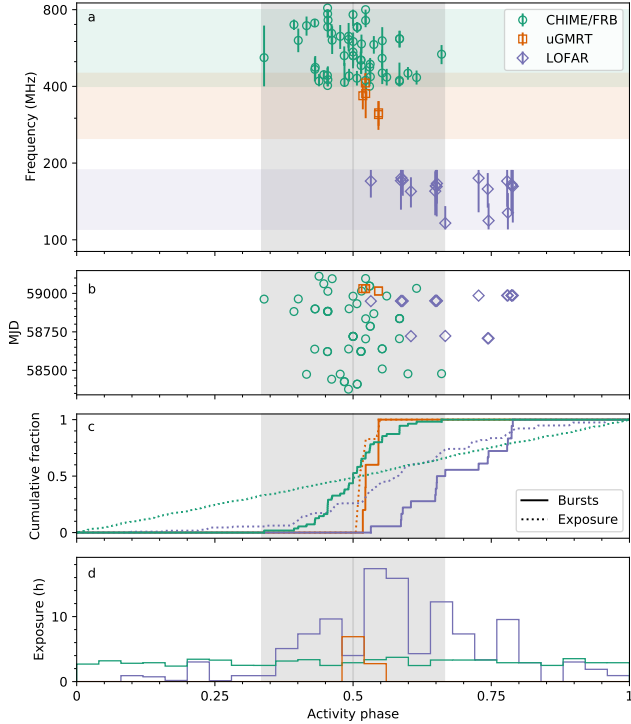 a
800
400
200
100
Frequency (MHz)
CHIME/FRB
uGMRT
LOFAR
b
59000
58750
58500
MJD
c
1
0.5
0
Cumulative fraction
Bursts
Exposure
d
10
0
Exposure (h)
0
0.25
0.5
0.75
1
Activity phase